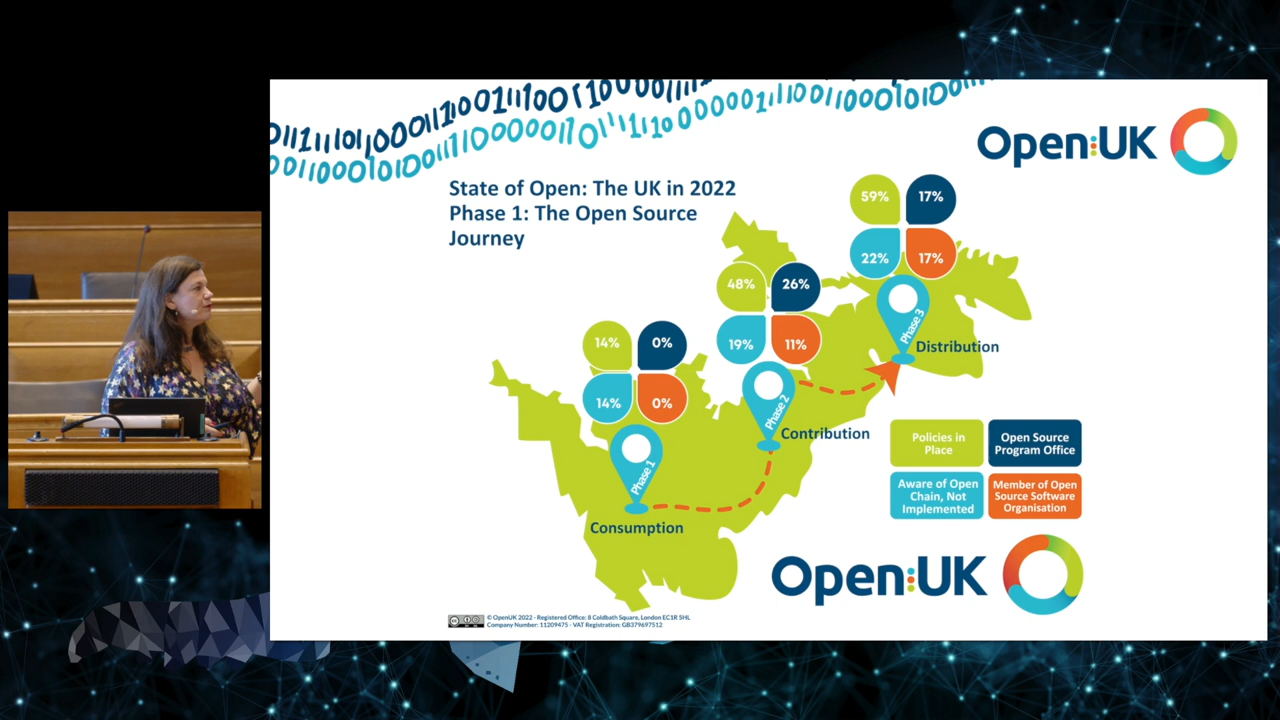 Open:UK
State of Open: The UK in 2022
Phase 1: The Open Source
Journey
59%
17%
22%
17%
48%
26%
19%
11%
14%
0%
14%
0%
Phase 3
Distribution
Phase 2
Contribution
Phase 1
Consumption
Policies in
Place
Open Source
Program Office
Aware of Open
Chain, Not
Implemented
Member of Open
Source Software
Organisation
Open:UK
© OpenUK 2022 - Registered Office: 8 Coldbath Square, London EC1R 5HL
Company Number: 11209475 - VAT Registration: GB379697512